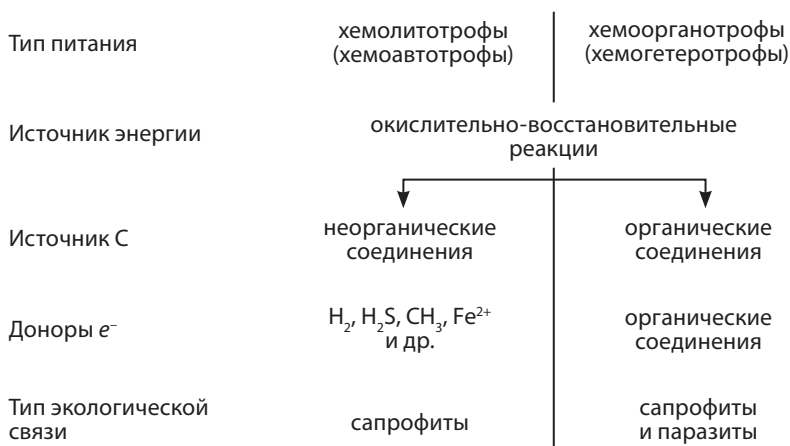 Тип питания
хемолитотрофы
(хемоавтотрофы)
хемоорганотрофы
(хемогетеротрофы)
Источник энергии
окислительно-восстановительные
реакции
Источник С
неорганические
соединения
органические
соединения
Доноры e⁻
H₂, H₂S, CH₃, Fe²⁺
и др.
органические
соединения
Тип экологической
связи
сапрофиты
сапрофиты
и паразиты